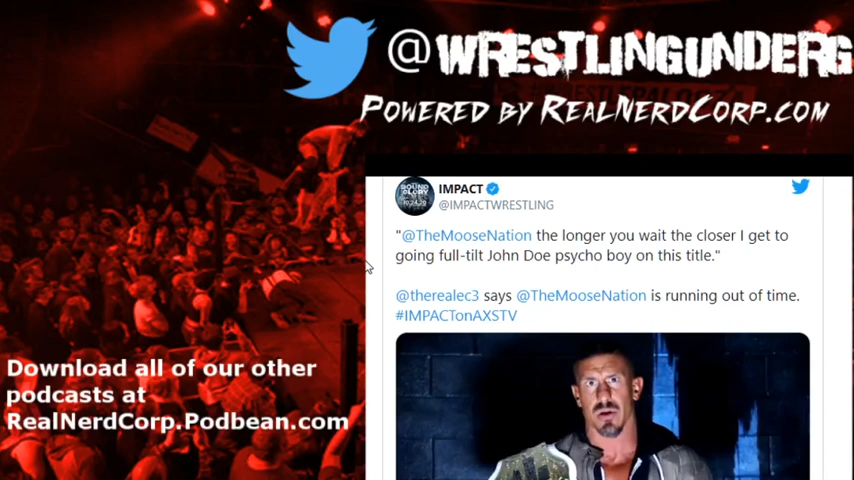 @WRESTLINGUNDERG
POWERED BY REALNERDCORP.COM
IMPACT
@IMPACTWRESTLING
"@TheMooseNation the longer you wait the closer I get to
going full-tilt John Doe psycho boy on this title."
@therealec3 says @TheMooseNation is running out of time.
#IMPACTonAXSTV
Download all of our other
podcasts at
RealNerdCorp.Podbean.com